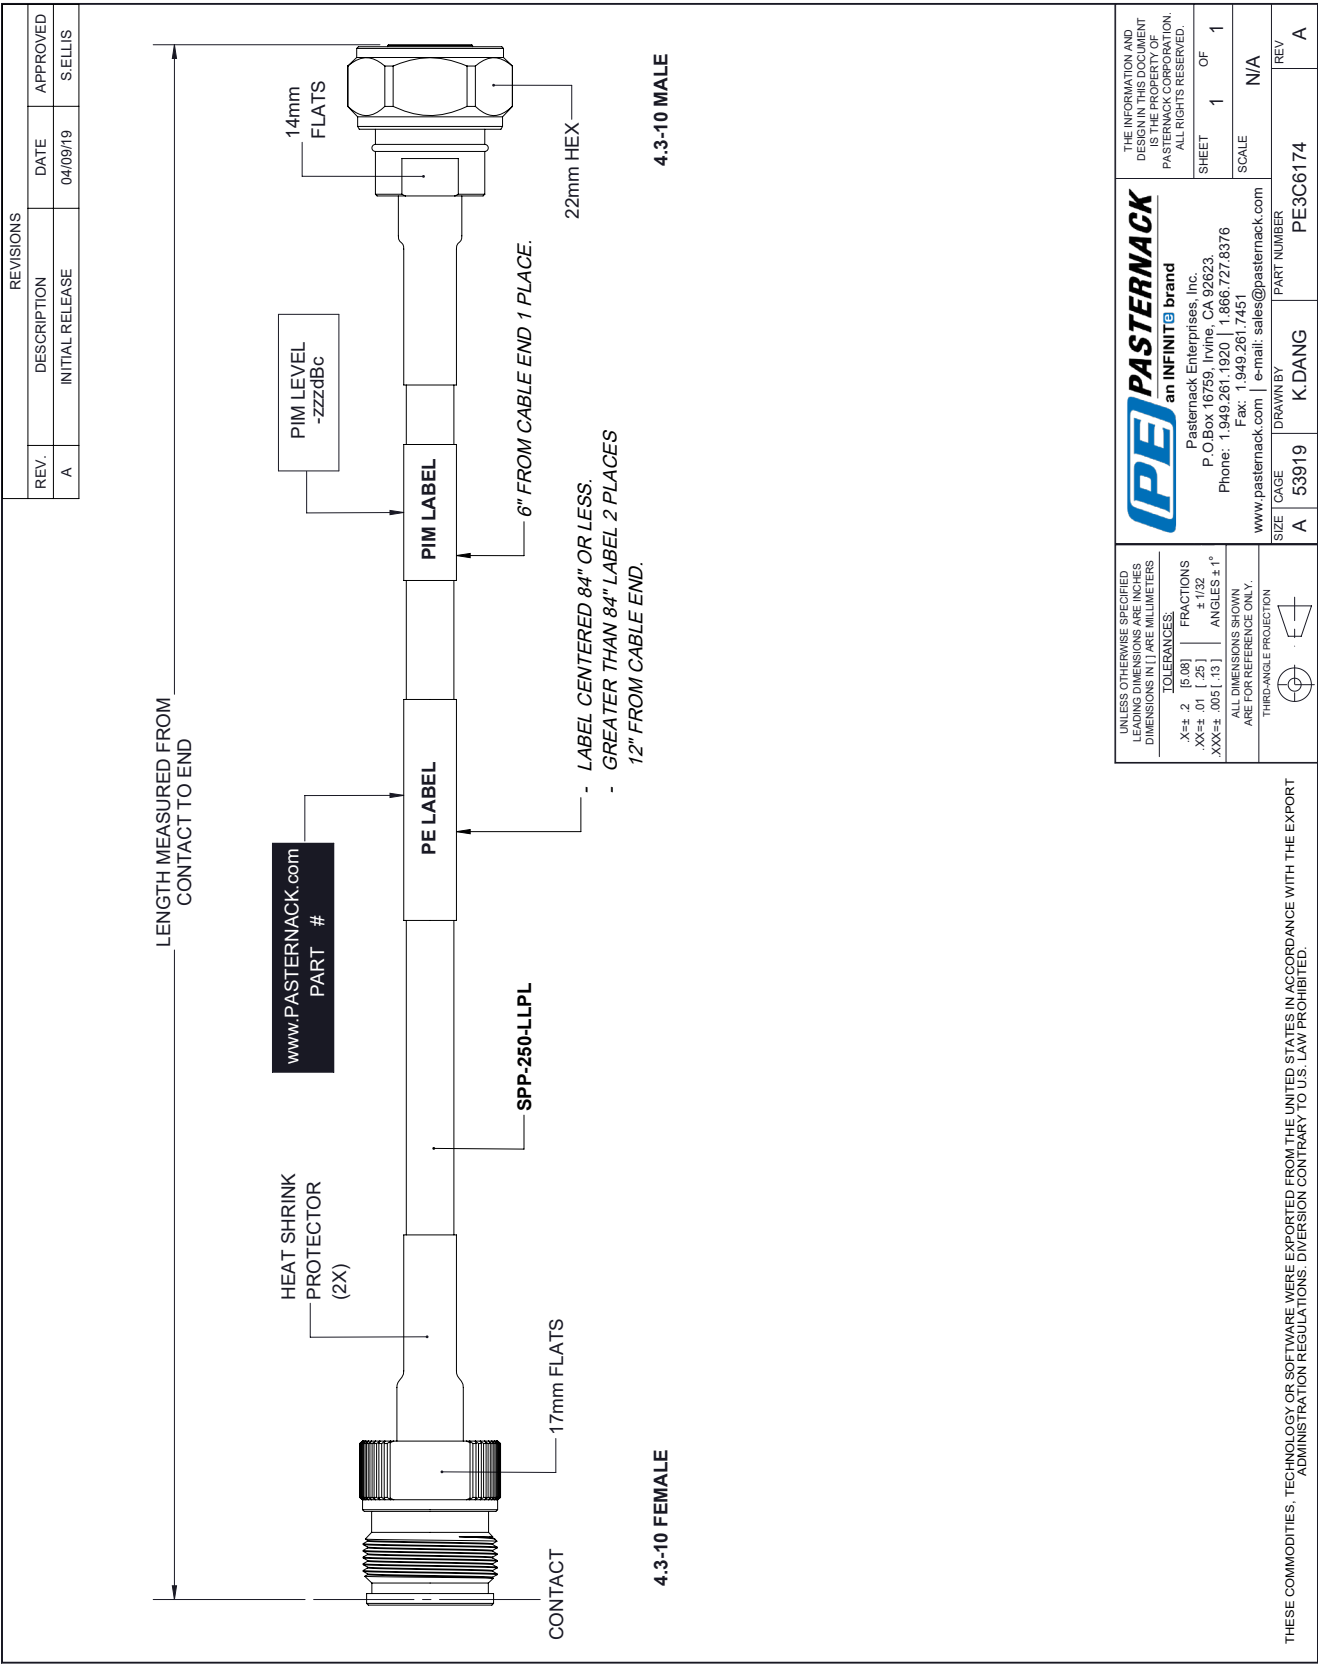 REVISIONS
REV. DESCRIPTION DATE APPROVED
A INITIAL RELEASE 04/09/19 S.ELLIS
LENGTH MEASURED FROM
CONTACT TO END
HEAT SHRINK
PROTECTOR
(2X)
www.PASTERNACK.com
PART #
PIM LEVEL
-zzzdBc
14mm
FLATS
PE LABEL
PIM LABEL
CONTACT
17mm FLATS
SPP-250-LLPL
- LABEL CENTERED 84" OR LESS.
- GREATER THAN 84" LABEL 2 PLACES
12" FROM CABLE END.
6" FROM CABLE END 1 PLACE.
22mm HEX
4.3-10 FEMALE
4.3-10 MALE
UNLESS OTHERWISE SPECIFIED
LEADING DIMENSIONS ARE INCHES
DIMENSIONS IN [ ] ARE MILLIMETERS
TOLERANCES:
.X=± .2 [5.08]
.XX=± .01 [ .25 ]
.XXX=± .005 [ .13 ]
FRACTIONS
± 1/32
ANGLES ± 1°
ALL DIMENSIONS SHOWN
ARE FOR REFERENCE ONLY.
THIRD-ANGLE PROJECTION
PE PASTERNACK
an INFINITe brand
Pasternack Enterprises, Inc.
P.O.Box 16759, Irvine, CA 92623.
Phone: 1.949.261.1920 | 1.866.727.8376
Fax: 1.949.261.7451
www.pasternack.com | e-mail: sales@pasternack.com
THE INFORMATION AND
DESIGN IN THIS DOCUMENT
IS THE PROPERTY OF
PASTERNACK CORPORATION.
ALL RIGHTS RESERVED.
SHEET 1 OF 1
SCALE N/A
SIZE A
CAGE 53919
DRAWN BY K.DANG
PART NUMBER PE3C6174
REV A
THESE COMMODITIES, TECHNOLOGY OR SOFTWARE WERE EXPORTED FROM THE UNITED STATES IN ACCORDANCE WITH THE EXPORT
ADMINISTRATION REGULATIONS. DIVERSION CONTRARY TO U.S. LAW PROHIBITED.